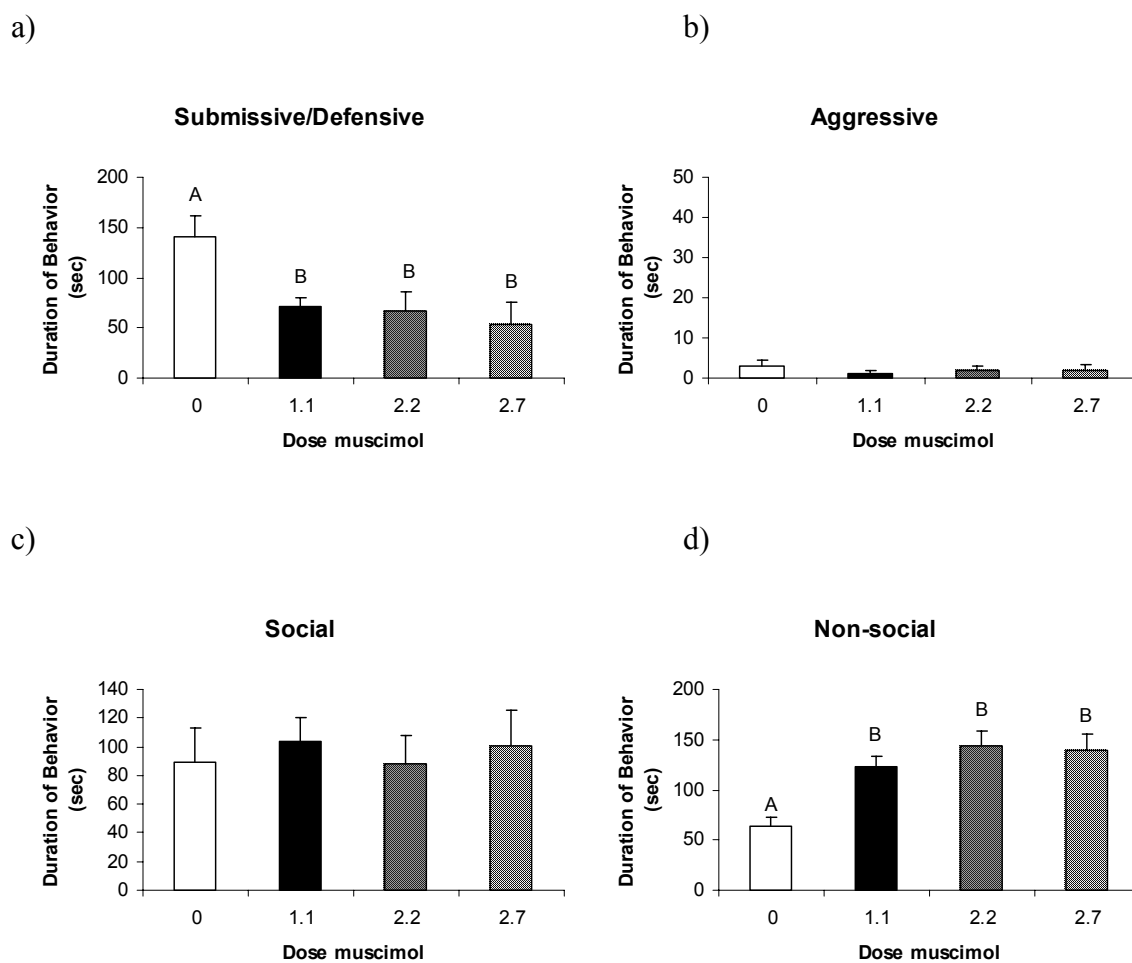 a)
b)
Submissive/Defensive
Duration of Behavior
(sec)
200
150
100
50
0
A
B
B
B
0 1.1 2.2 2.7
Dose muscimol
Aggressive
Duration of Behavior
(sec)
50
40
30
20
10
0
0 1.1 2.2 2.7
Dose muscimol
c)
d)
Social
Duration of Behavior
(sec)
140
120
100
80
60
40
20
0
0 1.1 2.2 2.7
Dose muscimol
Non-social
Duration of Behavior
(sec)
200
150
100
50
0
A
B
B
B
0 1.1 2.2 2.7
Dose muscimol